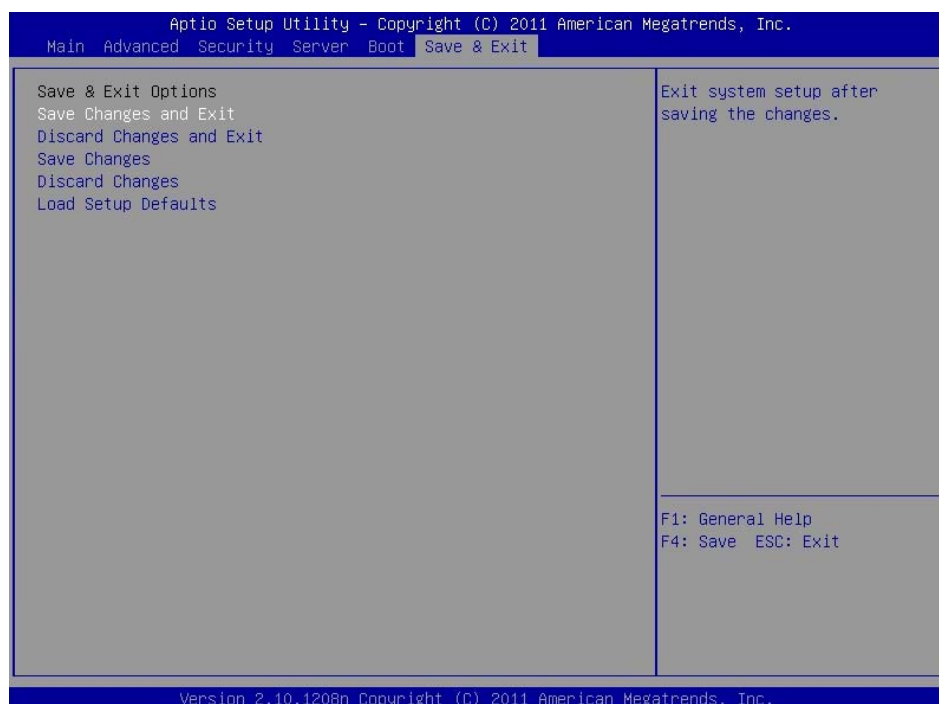 Aptio Setup Utility – Copyright (C) 2011 American Megatrends, Inc.
Main Advanced Security Server Boot Save & Exit
Save & Exit Options
Save Changes and Exit
Discard Changes and Exit
Save Changes
Discard Changes
Load Setup Defaults
Exit system setup after
saving the changes.
F1: General Help
F4: Save ESC: Exit
Version 2.10.1208n Copyright (C) 2011 American Megatrends, Inc.